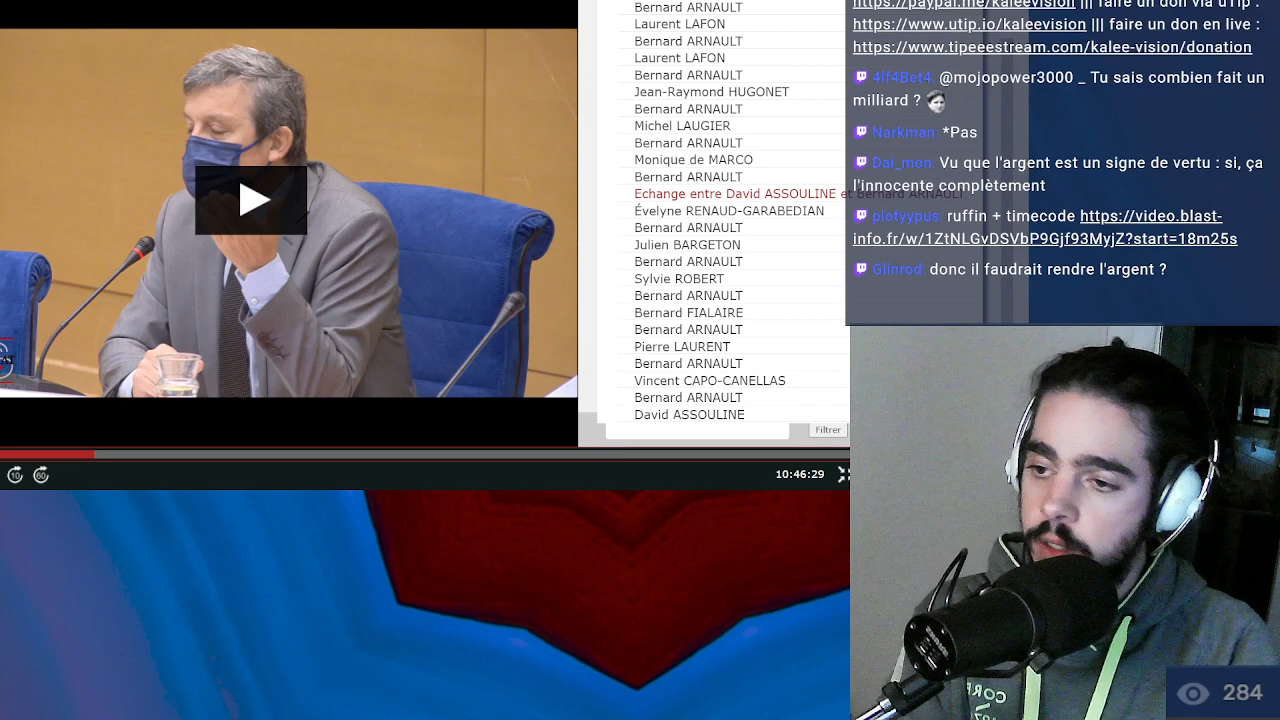 Bernard ARNAULT
Laurent LAFON
Bernard ARNAULT
Laurent LAFON
Bernard ARNAULT
Jean-Raymond HUGONET
Bernard ARNAULT
Michel LAUGIER
Bernard ARNAULT
Monique de MARCO
Bernard ARNAULT
Echange entre David ASSOULINE et Bernard ARNAULT
Évelyne RENAUD-GARABEDIAN
Bernard ARNAULT
Julien BARGETON
Bernard ARNAULT
Sylvie ROBERT
Bernard ARNAULT
Bernard FIALAIRE
Bernard ARNAULT
Pierre LAURENT
Bernard ARNAULT
Vincent CAPO-CANELLAS
Bernard ARNAULT
David ASSOULINE
Filtrer
10
60
10:46:29
https://paypal.me/kaleevision ||| faire un don via uTip :
https://www.utip.io/kaleevision ||| faire un don en live :
https://www.tipeeestream.com/kalee-vision/donation
4lf4Bet4: @mojopower3000 _ Tu sais combien fait un
milliard ?
Narkman: *Pas
Dai_mon: Vu que l'argent est un signe de vertu : si, ça
l'innocente complètement
plotyypus: ruffin + timecode https://video.blast-
info.fr/w/1ZtNLGvDSVbP9Gjf93MyjZ?start=18m25s
Glinrod: donc il faudrait rendre l'argent ?
284